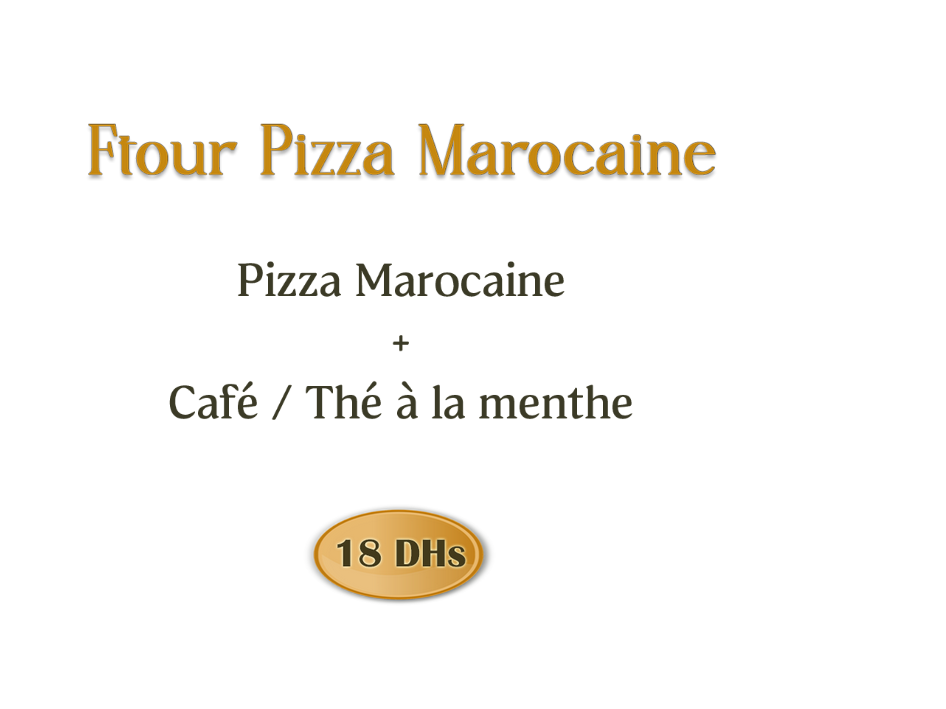 Ftour Pizza Marocaine
Pizza Marocaine
+
Café / Thé à la menthe
18 DHs